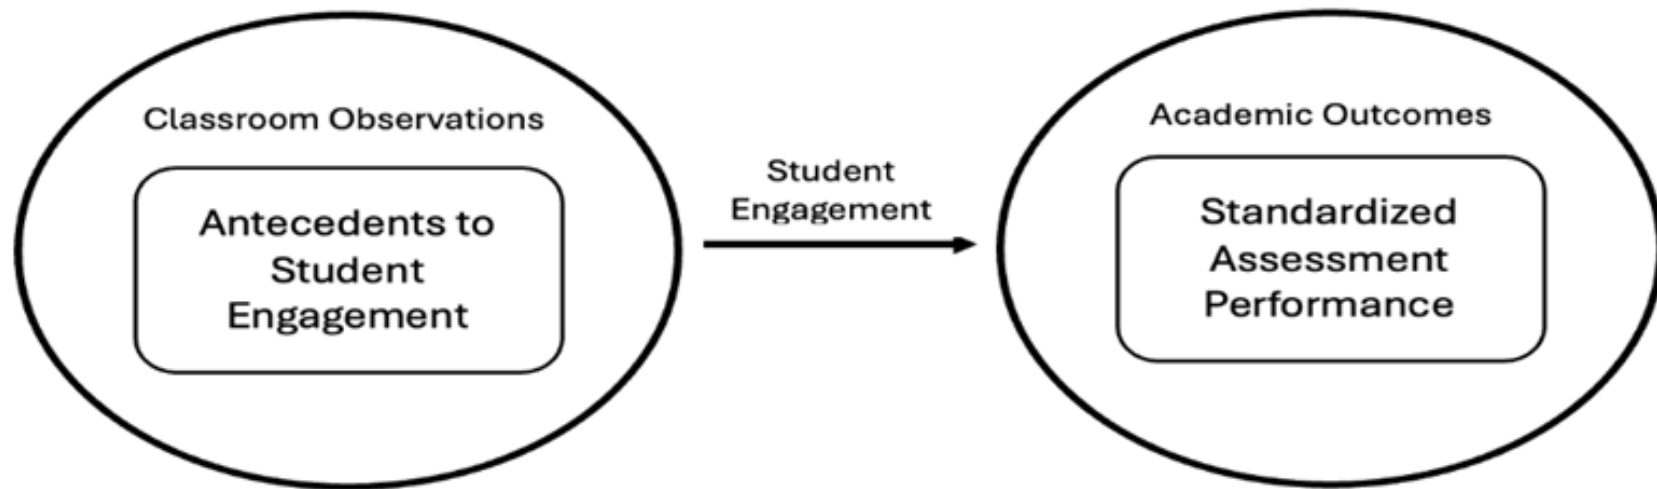 Classroom Observations
Antecedents to
Student
Engagement
Student
Engagement
Academic Outcomes
Standardized
Assessment
Performance